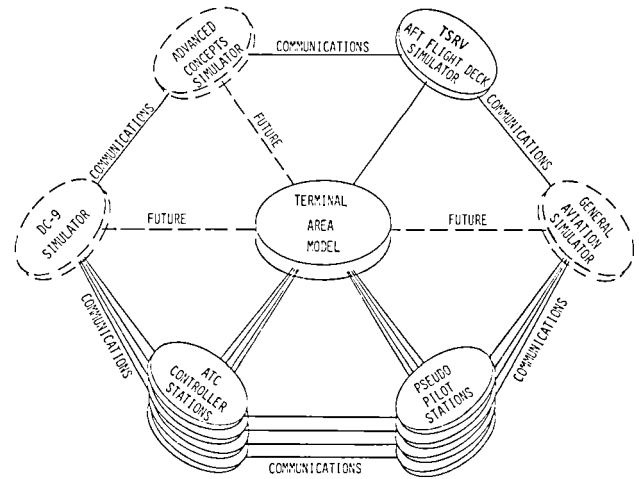 ADVANCED
CONCEPTS
SIMULATOR
COMMUNICATIONS
TSRV
AFT FLIGHT DECK
SIMULATOR
COMMUNICATIONS
FUTURE
COMMUNICATIONS
DC-9
SIMULATOR
FUTURE
TERMINAL
AREA
MODEL
FUTURE
GENERAL
AVIATION
SIMULATOR
COMMUNICATIONS
ATC
CONTROLLER
STATIONS
PSEUDO
PILOT
STATIONS
COMMUNICATIONS
COMMUNICATIONS